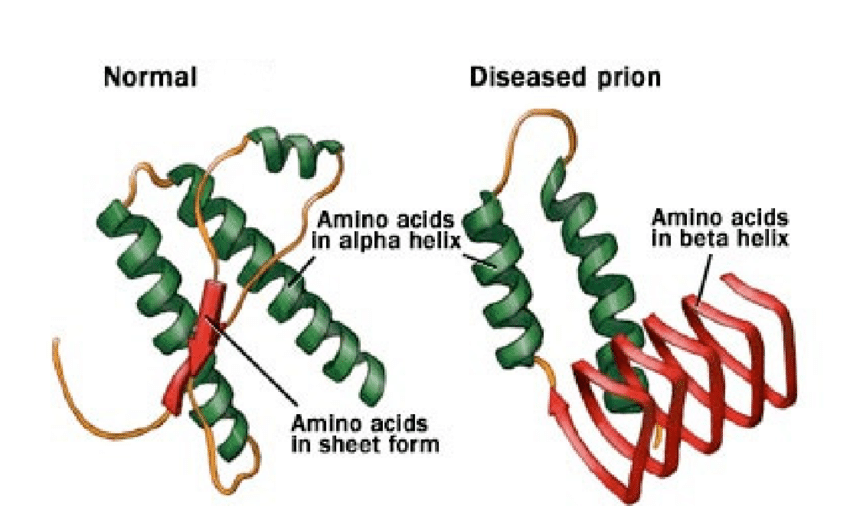 Normal
Diseased prion
Amino acids
in alpha helix
Amino acids
in beta helix
Amino acids
in sheet form